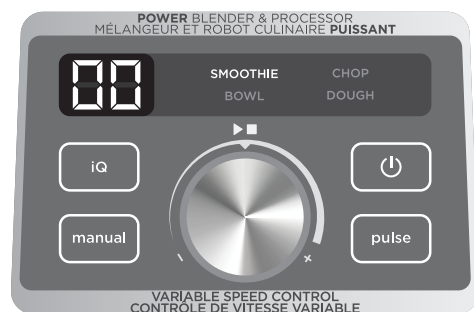 POWER BLENDER & PROCESSOR
MÉLANGEUR ET ROBOT CULINAIRE PUISSANT
00
SMOOTHIE CHOP
BOWL DOUGH
iQ
manual
pulse
- +
VARIABLE SPEED CONTROL
CONTRÔLE DE VITESSE VARIABLE